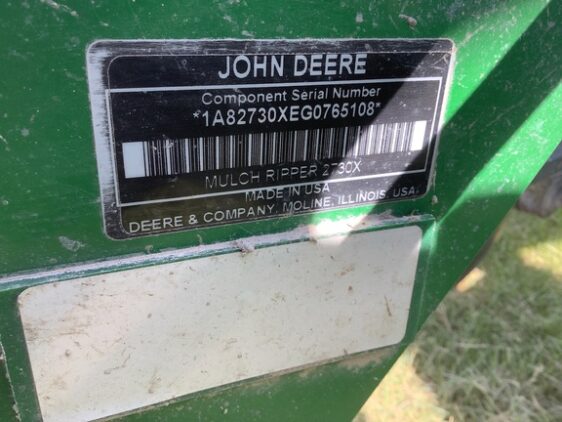 JOHN DEERE
Component Serial Number
*1A82730XEG0765108*
MULCH RIPPER 2730X
MADE IN USA
DEERE & COMPANY, MOLINE, ILLINOIS, USA